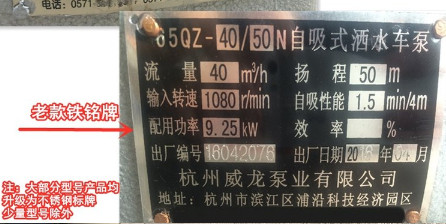 电话：0571-
65QZ-40/50N自吸式洒水车泵
流 量 40 m³/h 扬 程 50 m
输入转速 1080 r/min 自吸性能 1.5 min/4m
配用功率 9.25 kW 效 率 %
出厂编号 16042076 出厂日期 年 月
杭州威龙泵业有限公司
地址：杭州市滨江区浦沿科技经济园区
老款铁铭牌
注：大部分型号产品均
升级为不锈钢标牌
少量型号除外